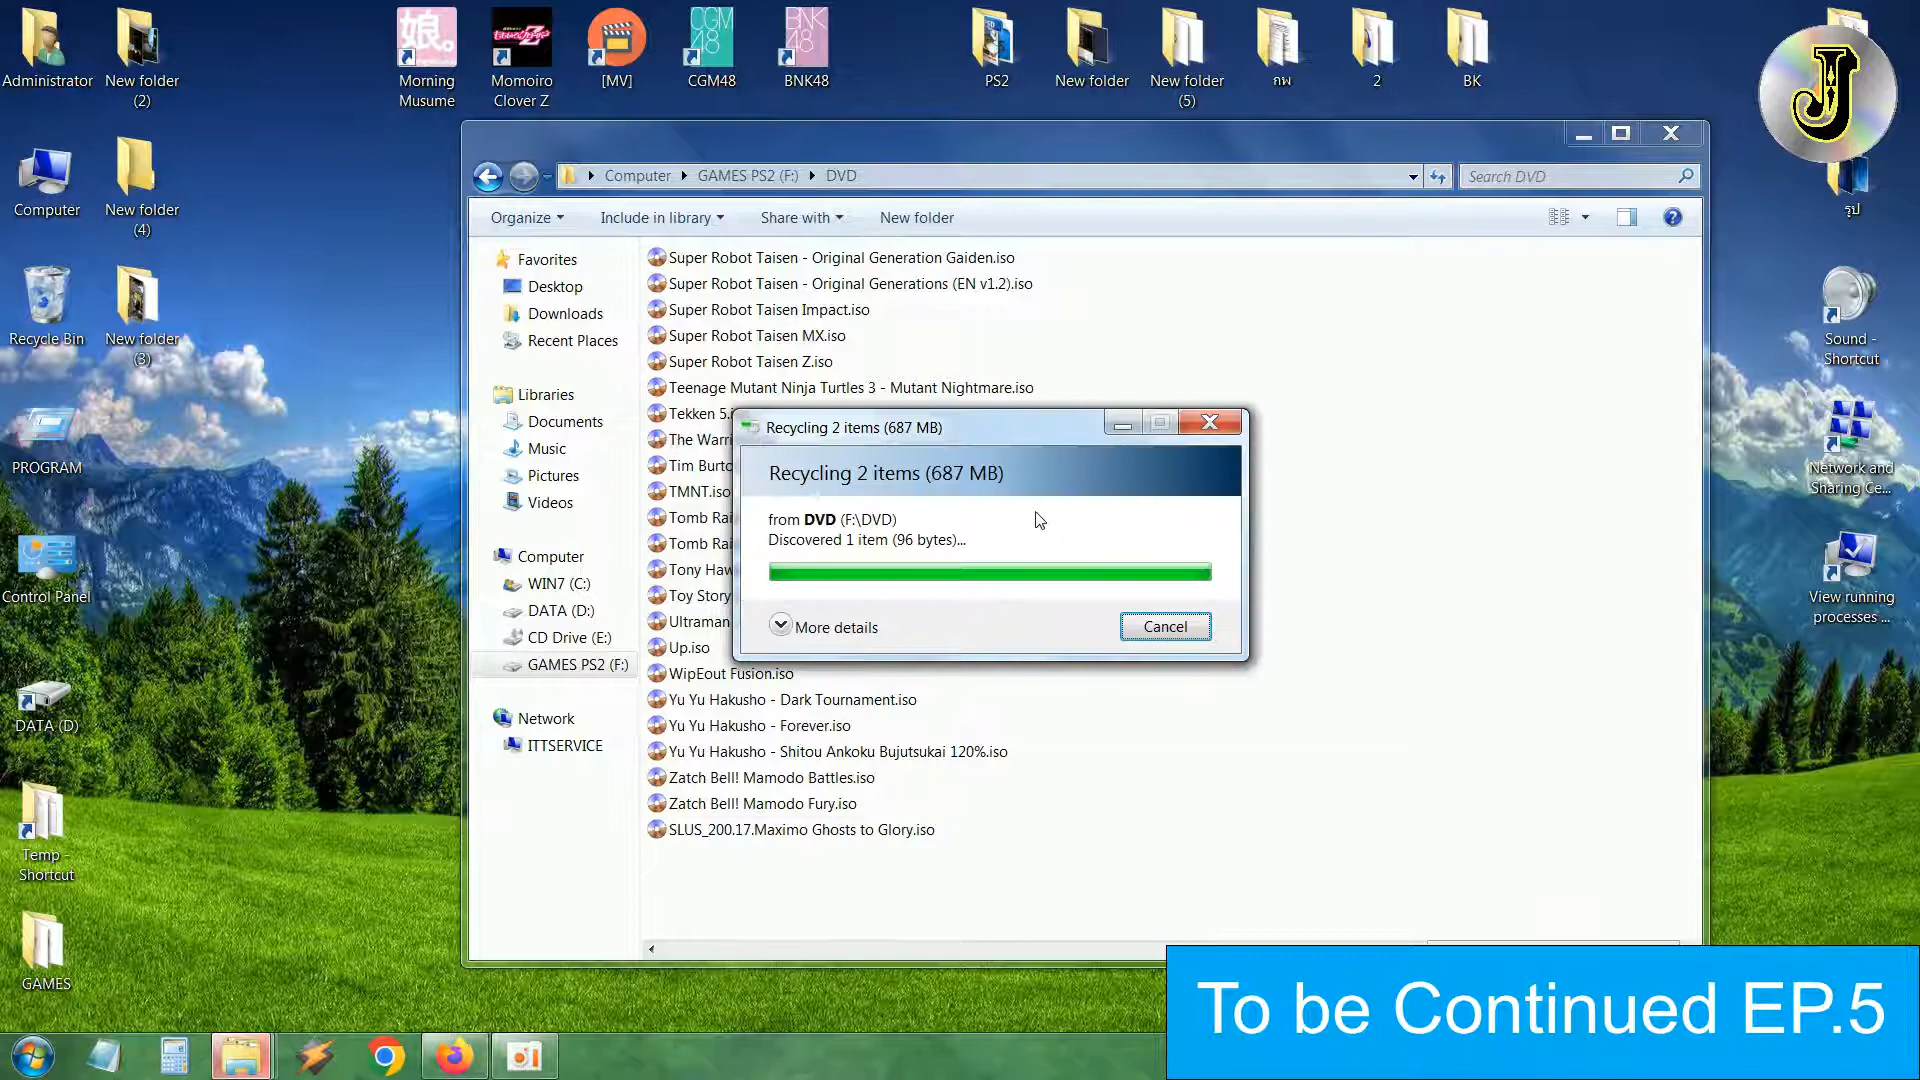 Administrator
New folder
(2)
Morning
Musume
娘。
Momoiro
Clover Z
[MV]
CGM
48
CGM48
BNK
48
BNK48
PS2
New folder
New folder
(5)
กพ
2
BK
J
Computer
New folder
(4)
รูป
Recycle Bin
New folder
(3)
Sound -
Shortcut
PROGRAM
Network and
Sharing Ce...
Control Panel
View running
processes ...
DATA (D)
Temp -
Shortcut
GAMES
Computer
GAMES PS2 (F:)
DVD
Search DVD
Organize
Include in library
Share with
New folder
Favorites
Desktop
Downloads
Recent Places
Libraries
Documents
Music
Pictures
Videos
Computer
WIN7 (C:)
DATA (D:)
CD Drive (E:)
GAMES PS2 (F:)
Network
ITTSERVICE
Super Robot Taisen - Original Generation Gaiden.iso
Super Robot Taisen - Original Generations (EN v1.2).iso
Super Robot Taisen Impact.iso
Super Robot Taisen MX.iso
Super Robot Taisen Z.iso
Teenage Mutant Ninja Turtles 3 - Mutant Nightmare.iso
Tekken 5.i
The Warri
Tim Burto
TMNT.iso
Tomb Rai
Tomb Rai
Tony Haw
Toy Story
Ultraman
Up.iso
WipEout Fusion.iso
Yu Yu Hakusho - Dark Tournament.iso
Yu Yu Hakusho - Forever.iso
Yu Yu Hakusho - Shitou Ankoku Bujutsukai 120%.iso
Zatch Bell! Mamodo Battles.iso
Zatch Bell! Mamodo Fury.iso
SLUS_200.17.Maximo Ghosts to Glory.iso
Recycling 2 items (687 MB)
Recycling 2 items (687 MB)
from DVD (F:\DVD)
Discovered 1 item (96 bytes)...
More details
Cancel
To be Continued EP.5